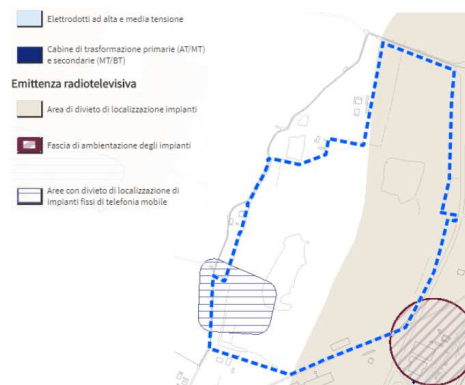 Elettrodotti ad alta e media tensione
Cabine di trasformazione primarie (AT/MT)
e secondarie (MT/BT)
Emittenza radiotelevisiva
Area di divieto di localizzazione impianti
Fascia di ambientazione degli impianti
Aree con divieto di localizzazione di
impianti fissi di telefonia mobile